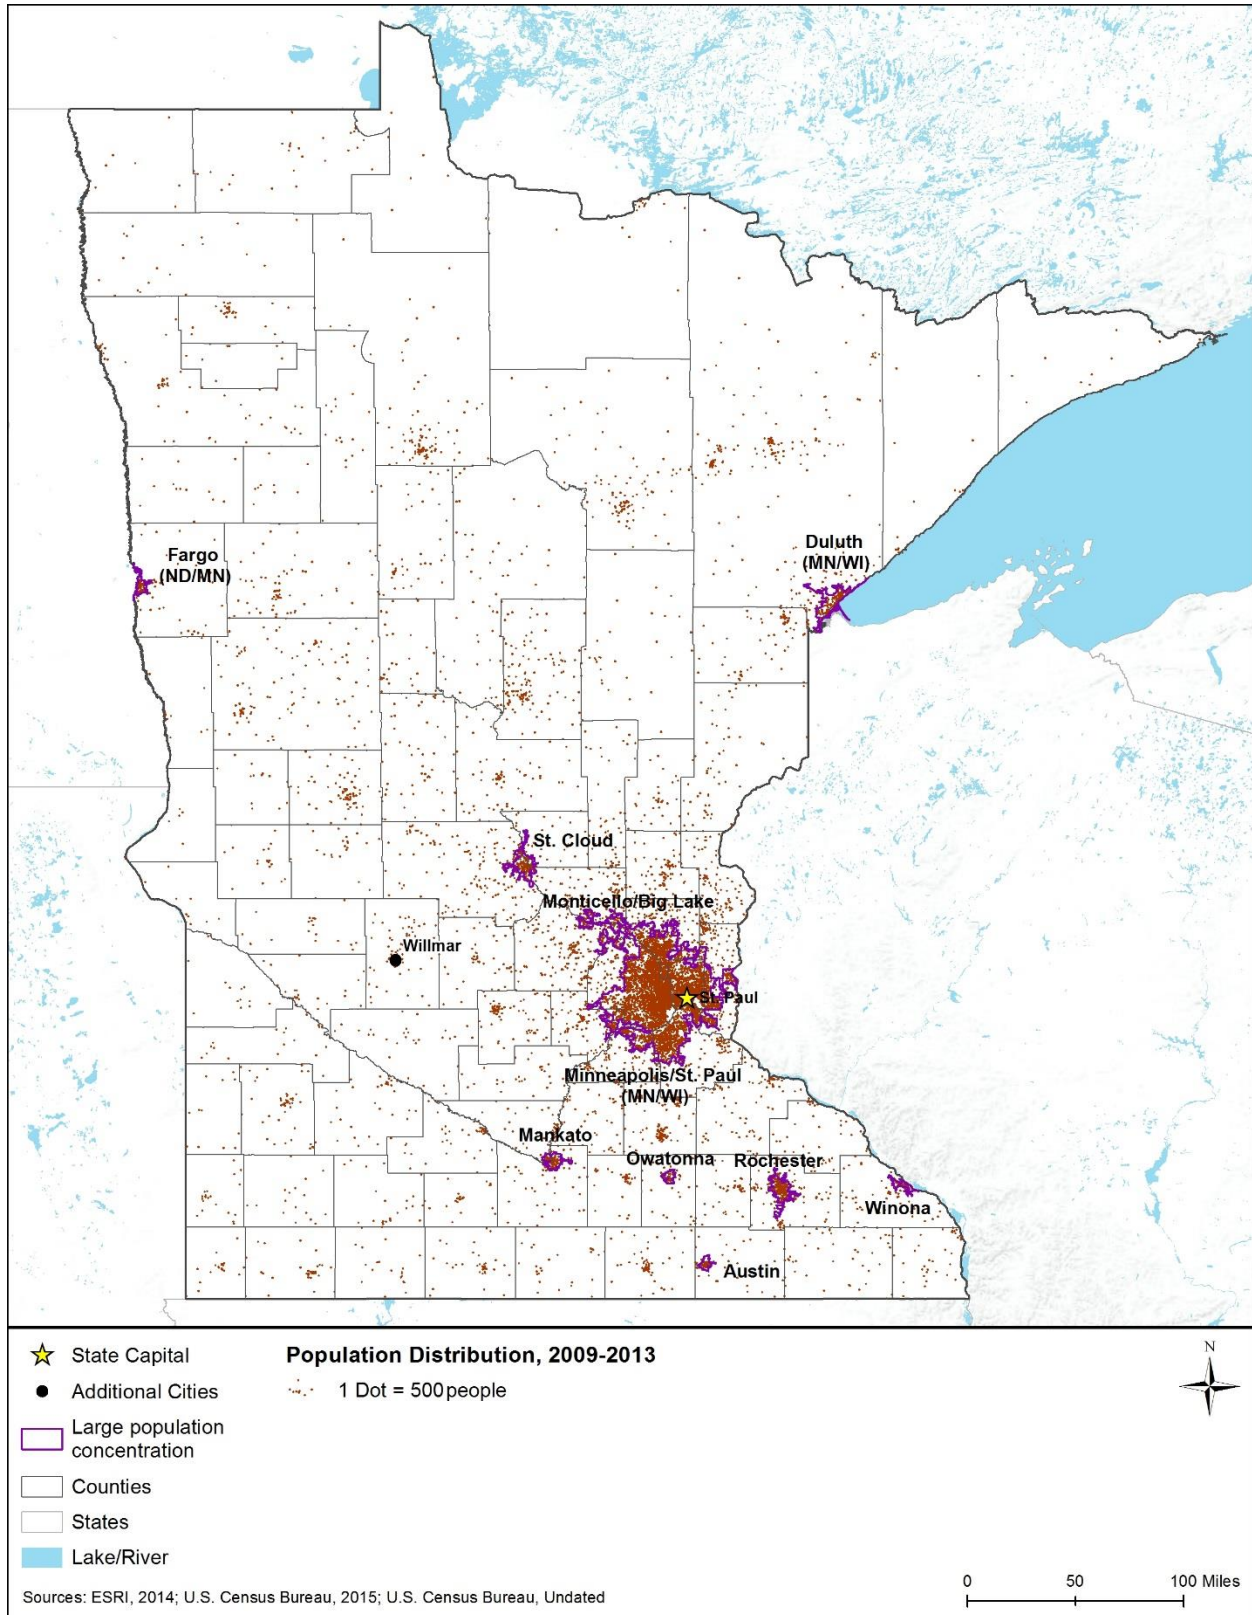 Fargo
(ND/MN)
Duluth
(MN/WI)
St. Cloud
Monticello/Big Lake
Willmar
St. Paul
Minneapolis/St. Paul
(MN/WI)
Mankato
Owatonna
Rochester
Winona
Austin
State Capital
Additional Cities
Large population
concentration
Counties
States
Lake/River
Population Distribution, 2009-2013
1 Dot = 500 people
N
0 50 100 Miles
Sources: ESRI, 2014; U.S. Census Bureau, 2015; U.S. Census Bureau, Undated